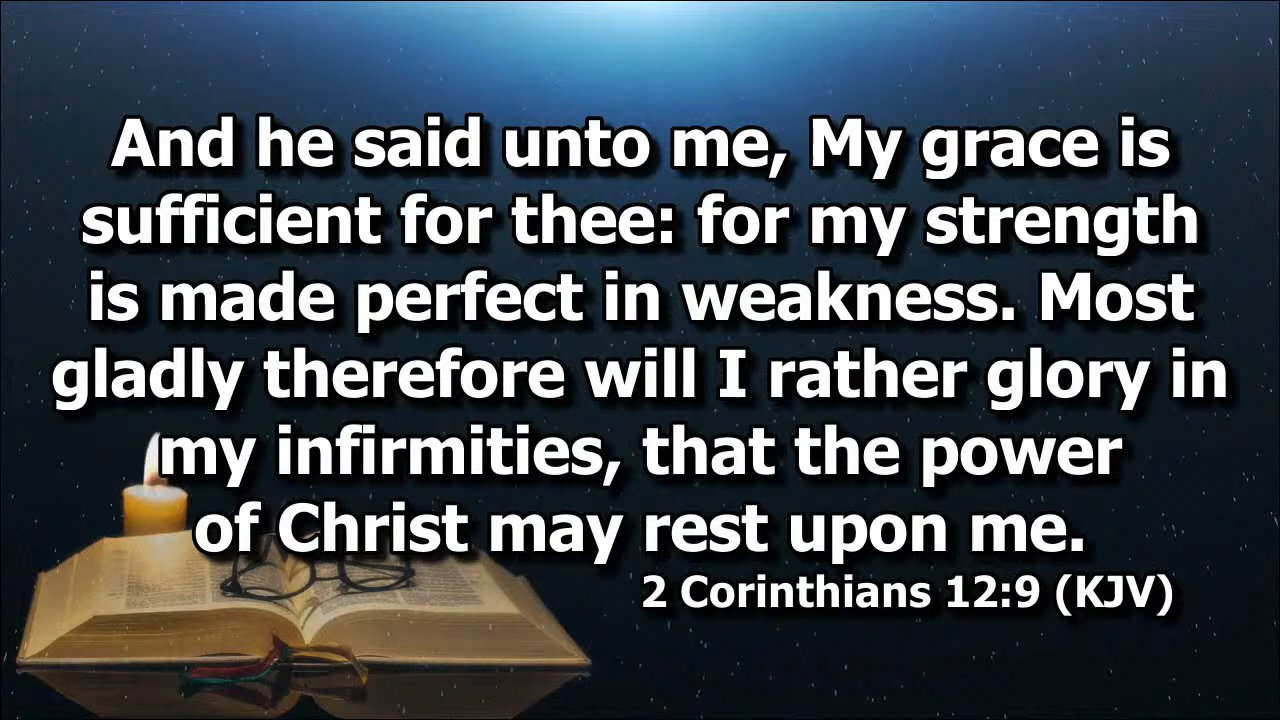 And he said unto me, My grace is
sufficient for thee: for my strength
is made perfect in weakness. Most
gladly therefore will I rather glory in
my infirmities, that the power
of Christ may rest upon me.
2 Corinthians 12:9 (KJV)